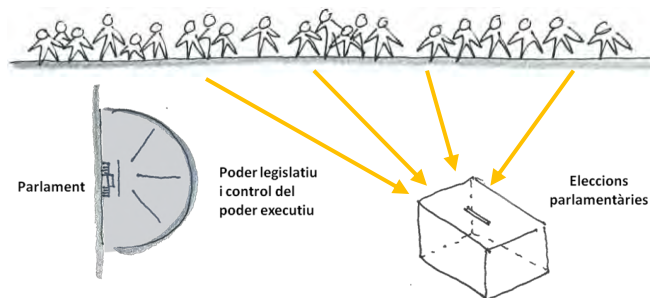 Parlament
Poder legislatiu
i control del
poder executiu
Eleccions
parlamentàries